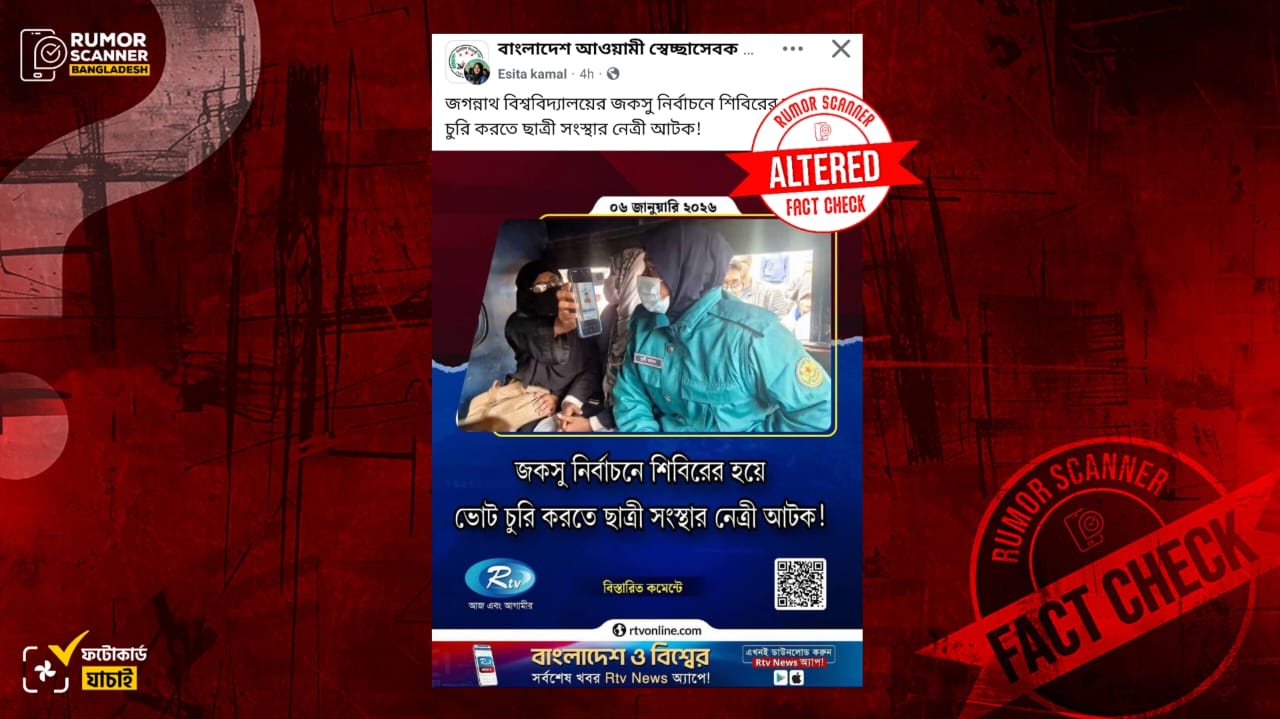 RUMOR
SCANNER
BANGLADESH
বাংলাদেশ আওয়ামী স্বেচ্ছাসেবক ...
Esita kamal · 4h ·
জগন্নাথ বিশ্ববিদ্যালয়ের জকসু নির্বাচনে শিবিরের
চুরি করতে ছাত্রী সংস্থার নেত্রী আটক!
RUMOR SCANNER
ALTERED
FACT CHECK
০৬ জানুয়ারি ২০২৬
জকসু নির্বাচনে শিবিরের হয়ে
ভোট চুরি করতে ছাত্রী সংস্থার নেত্রী আটক!
Rtv
আজ এবং আগামীর
বিস্তারিত কমেন্টে
rtvonline.com
বাংলাদেশ ও বিশ্বের
সর্বশেষ খবর Rtv News অ্যাপে!
এখনই ডাউনলোড করুন
Rtv News অ্যাপ!
ফটোকার্ড
যাচাই
RUMOR SCANNER
FACT CHECK